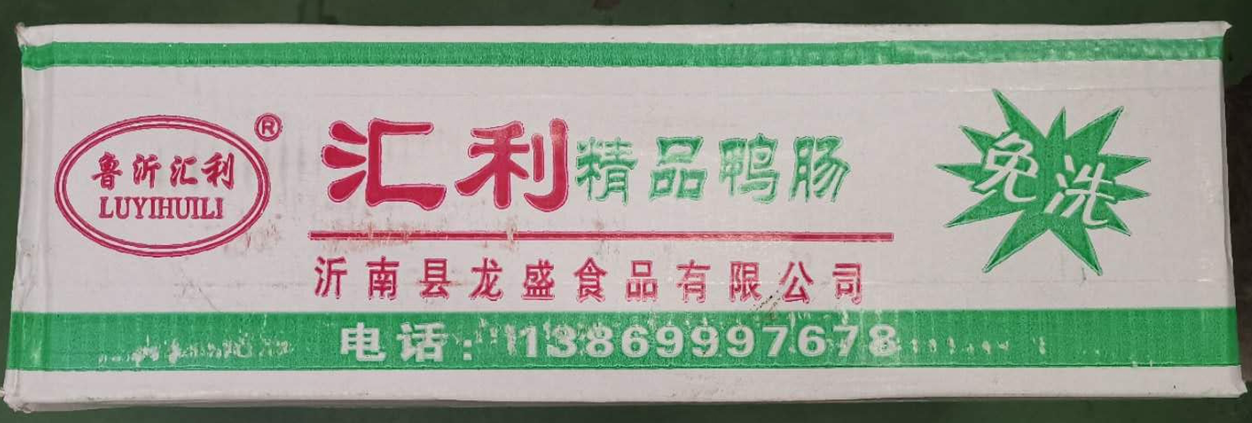 鲁沂汇利®
LUYIHUILI
汇利精品鸭肠
免洗
沂南县龙盛食品有限公司
电话：13869997678